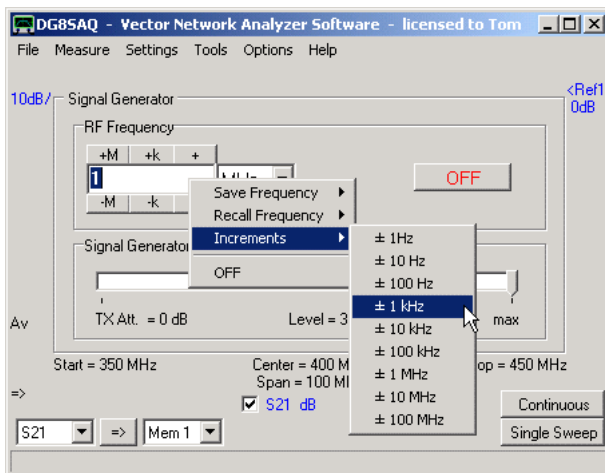 DG8SAQ - Vector Network Analyzer Software - licensed to Tom
File Measure Settings Tools Options Help
10dB/
<Ref1
0dB
Signal Generator
RF Frequency
+M +k +
1
-M -k
OFF
Save Frequency
Recall Frequency
Increments
OFF
± 1Hz
± 10 Hz
± 100 Hz
± 1 kHz
± 10 kHz
± 100 kHz
± 1 MHz
± 10 MHz
± 100 MHz
Signal Generator
TX Att. = 0 dB Level = 3 max
Av
Start = 350 MHz Center = 400 M op = 450 MHz
Span = 100 M
=>
S21 dB
Continuous
S21 => Mem 1 Single Sweep